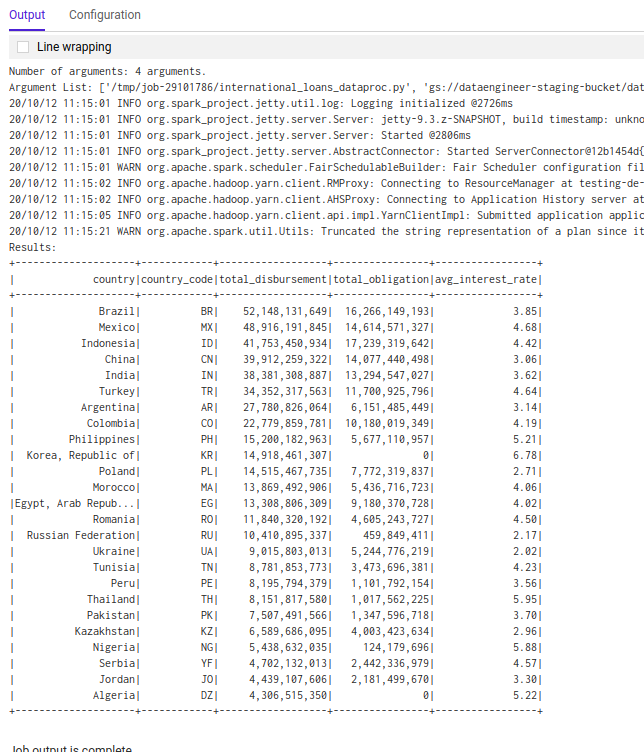 Output Configuration
Line wrapping
Number of arguments: 4 arguments.
Argument List: ['/tmp/job-29101786/international_loans_dataproc.py', 'gs://dataengineer-staging-bucket/dat
20/10/12 11:15:01 INFO org.spark_project.jetty.util.log: Logging initialized @2726ms
20/10/12 11:15:01 INFO org.spark_project.jetty.server.Server: jetty-9.3.z-SNAPSHOT, build timestamp: unkno
20/10/12 11:15:01 INFO org.spark_project.jetty.server.Server: Started @2806ms
20/10/12 11:15:01 INFO org.spark_project.jetty.server.AbstractConnector: Started ServerConnector@12b1454d{
20/10/12 11:15:01 WARN org.apache.spark.scheduler.FairSchedulableBuilder: Fair Scheduler configuration fil
20/10/12 11:15:02 INFO org.apache.hadoop.yarn.client.RMProxy: Connecting to ResourceManager at testing-de-
20/10/12 11:15:02 INFO org.apache.hadoop.yarn.client.AHSProxy: Connecting to Application History server at
20/10/12 11:15:05 INFO org.apache.hadoop.yarn.client.api.impl.YarnClientImpl: Submitted application applic
20/10/12 11:15:21 WARN org.apache.spark.util.Utils: Truncated the string representation of a plan since it
Results:
+--------------------+------------+------------------+----------------+-----------------+
| country|country_code|total_disbursement|total_obligation|avg_interest_rate|
+--------------------+------------+------------------+----------------+-----------------+
| Brazil| BR| 52,148,131,649| 16,266,149,193| 3.85|
| Mexico| MX| 48,916,191,845| 14,614,571,327| 4.68|
| Indonesia| ID| 41,753,450,934| 17,239,319,642| 4.42|
| China| CN| 39,912,259,322| 14,077,440,498| 3.06|
| India| IN| 38,381,308,887| 13,294,547,027| 3.62|
| Turkey| TR| 34,352,317,563| 11,700,925,796| 4.64|
| Argentina| AR| 27,780,826,064| 6,151,485,449| 3.14|
| Colombia| CO| 22,779,859,781| 10,180,019,349| 4.19|
| Philippines| PH| 15,200,182,963| 5,677,110,957| 5.21|
| Korea, Republic of| KR| 14,918,461,307| 0| 6.78|
| Poland| PL| 14,515,467,735| 7,772,319,837| 2.71|
| Morocco| MA| 13,869,492,906| 5,436,716,723| 4.06|
|Egypt, Arab Repub...| EG| 13,308,806,309| 9,180,370,728| 4.02|
| Romania| RO| 11,840,320,192| 4,605,243,727| 4.50|
| Russian Federation| RU| 10,410,895,337| 459,849,411| 2.17|
| Ukraine| UA| 9,015,803,013| 5,244,776,219| 2.02|
| Tunisia| TN| 8,781,853,773| 3,473,696,381| 4.23|
| Peru| PE| 8,195,794,379| 1,101,792,154| 3.56|
| Thailand| TH| 8,151,817,580| 1,017,562,225| 5.95|
| Pakistan| PK| 7,507,491,566| 1,347,596,718| 3.70|
| Kazakhstan| KZ| 6,589,686,095| 4,003,423,634| 2.96|
| Nigeria| NG| 5,438,632,035| 124,179,696| 5.88|
| Serbia| YF| 4,702,132,013| 2,442,336,979| 4.57|
| Jordan| JO| 4,439,107,606| 2,181,499,670| 3.30|
| Algeria| DZ| 4,306,515,350| 0| 5.22|
+--------------------+------------+------------------+----------------+-----------------+
Job output is complete